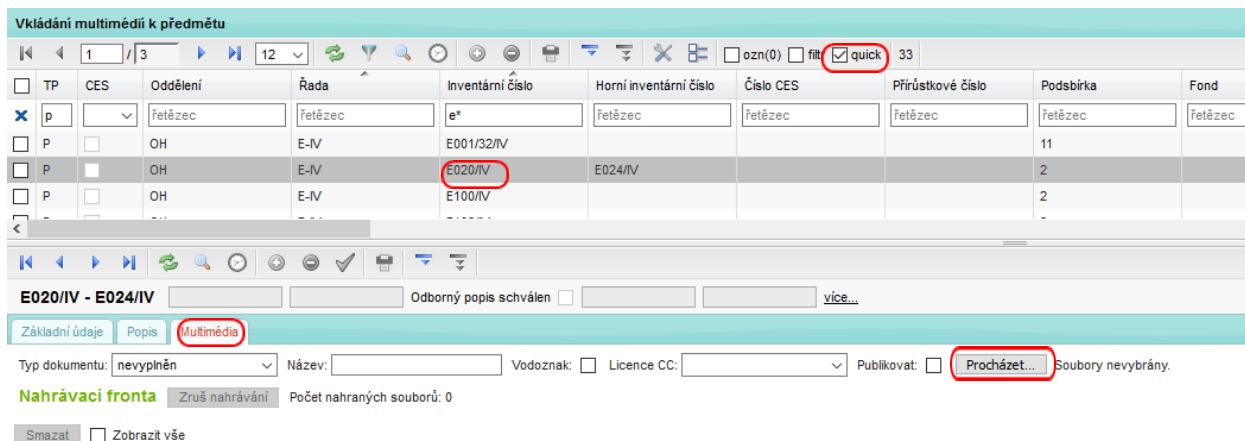 Vkládání multimédií k předmětu
1 / 3 12 ozn(0) filtr quick 33
TP CES Oddělení Řada Inventární číslo Horní inventární číslo Číslo CES Přírůstkové číslo Podsbírka Fond
p řetězec řetězec e* řetězec řetězec řetězec řetězec řetězec
P OH E-IV E001/32/IV 11
P OH E-IV E020/IV E024/IV 2
P OH E-IV E100/IV 2
E020/IV - E024/IV Odborný popis schválen více...
Základní údaje Popis Multimédia
Typ dokumentu: nevyplněn Název: Vodoznak: Licence CC: Publikovat: Procházet... Soubory nevybrány.
Nahrávací fronta Zruš nahrávání Počet nahraných souborů: 0
Smazat Zobrazit vše